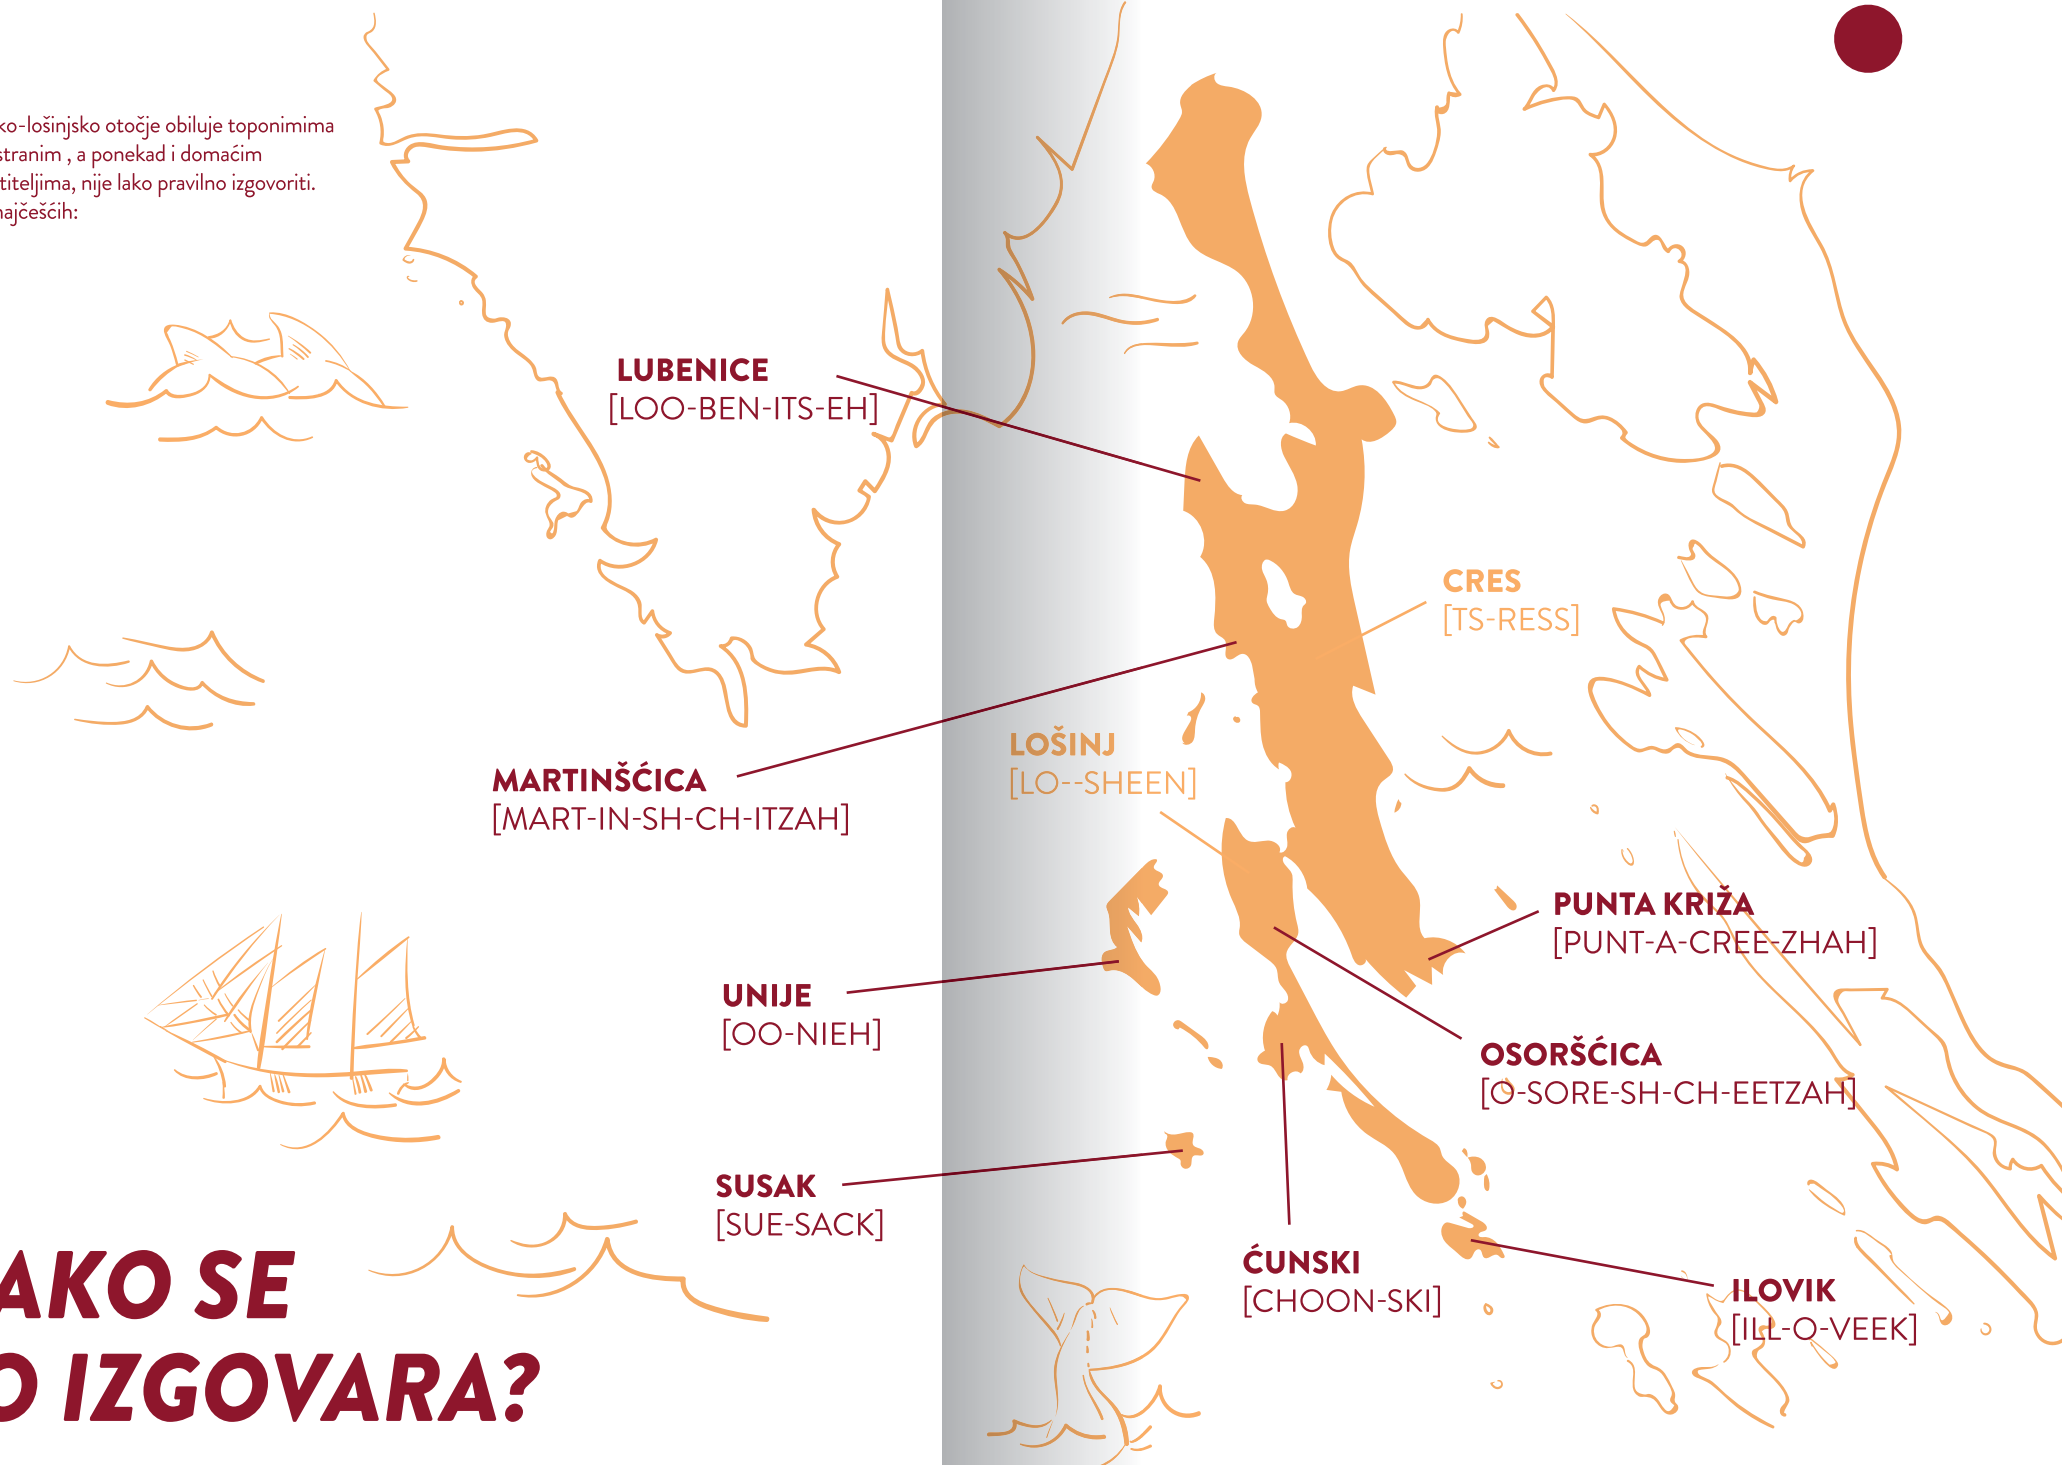 ko-lošinjsko otočje obiluje toponimima
stranim , a ponekad i domaćim
titeljima, nije lako pravilno izgovoriti.
najčešćih:
LUBENICE
[LOO-BEN-ITS-EH]
CRES
[TS-RESS]
LOŠINJ
[LO--SHEEN]
MARTINŠĆICA
[MART-IN-SH-CH-ITZAH]
PUNTA KRIŽA
[PUNT-A-CREE-ZHAH]
UNIJE
[OO-NIEH]
OSORŠĆICA
[O-SORE-SH-CH-EETZAH]
SUSAK
[SUE-SACK]
ĆUNSKI
[CHOON-SKI]
ILOVIK
[ILL-O-VEEK]
AKO SE
O IZGOVARA?